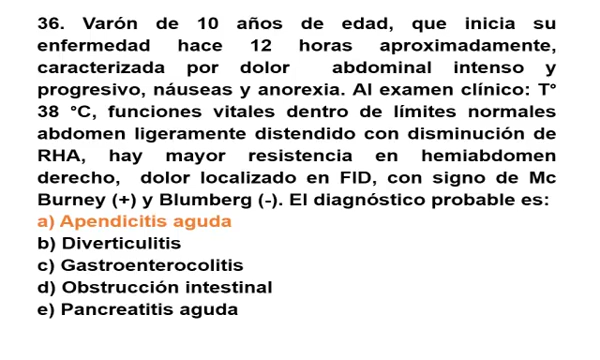 36. Varón de 10 años de edad, que inicia su
enfermedad hace 12 horas aproximadamente,
caracterizada por dolor abdominal intenso y
progresivo, náuseas y anorexia. Al examen clínico: T°
38 °C, funciones vitales dentro de límites normales
abdomen ligeramente distendido con disminución de
RHA, hay mayor resistencia en hemiabdomen
derecho, dolor localizado en FID, con signo de Mc
Burney (+) y Blumberg (-). El diagnóstico probable es:
a) Apendicitis aguda
b) Diverticulitis
c) Gastroenterocolitis
d) Obstrucción intestinal
e) Pancreatitis aguda